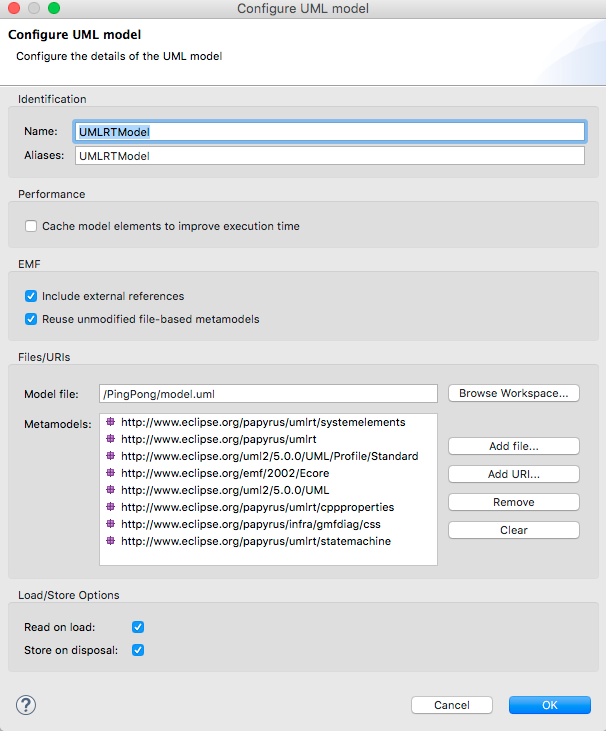 Configure UML model
Configure UML model
Configure the details of the UML model
Identification
Name: UMLRTModel
Aliases: UMLRTModel
Performance
Cache model elements to improve execution time
EMF
Include external references
Reuse unmodified file-based metamodels
Files/URIs
Model file: /PingPong/model.uml Browse Workspace...
Metamodels: http://www.eclipse.org/papyrus/umlrt/systemelements
http://www.eclipse.org/papyrus/umlrt
http://www.eclipse.org/uml2/5.0.0/UML/Profile/Standard
http://www.eclipse.org/emf/2002/Ecore
http://www.eclipse.org/uml2/5.0.0/UML
http://www.eclipse.org/papyrus/umlrt/cppproperties
http://www.eclipse.org/papyrus/infra/gmfdiag/css
http://www.eclipse.org/papyrus/umlrt/statemachine
Add file...
Add URI...
Remove
Clear
Load/Store Options
Read on load:
Store on disposal:
? Cancel OK